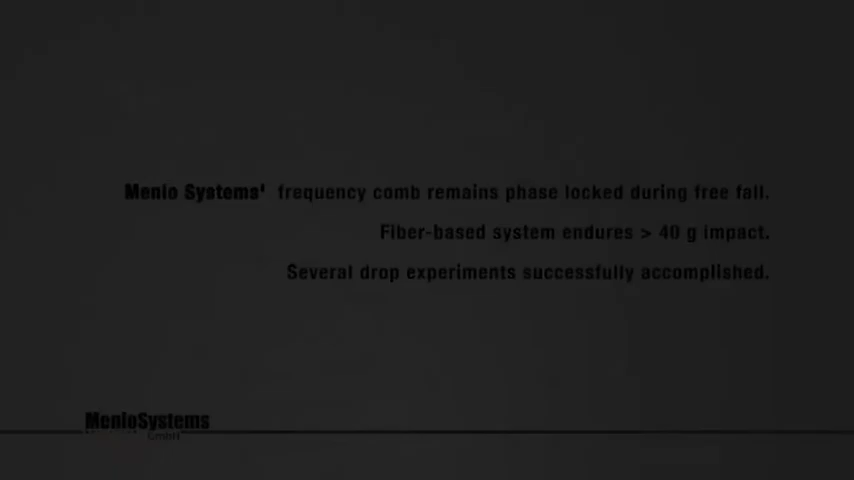 Menlo Systems' frequency comb remains phase locked during free fall.
Fiber-based system endures > 40 g impact.
Several drop experiments successfully accomplished.
MenloSystems
GmbH